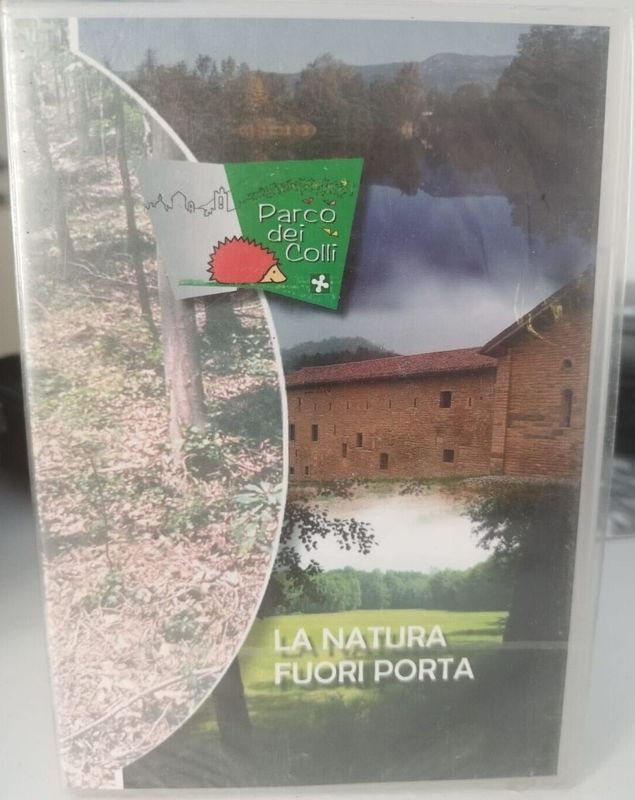 Parco
dei
Colli
LA NATURA
FUORI PORTA